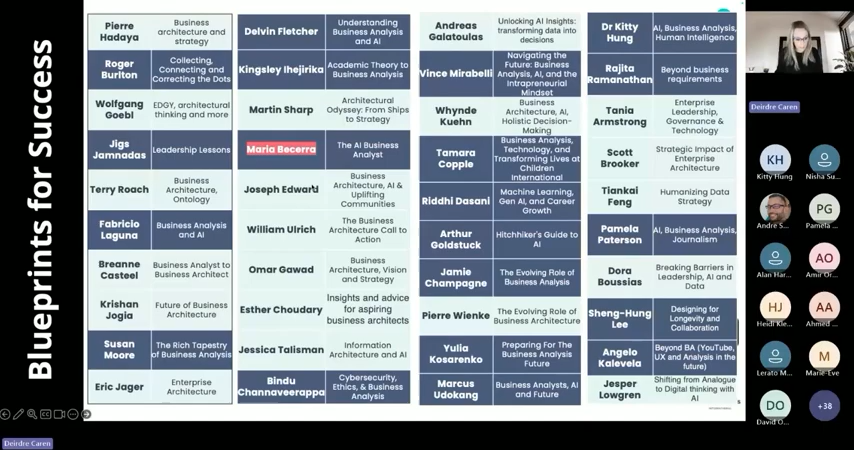 Blueprints for Success
Pierre
Hadaya
Business
architecture and
strategy
Roger
Burlton
Collecting,
Connecting and
Correcting the Dots
Wolfgang
Goebl
EDGY, architectural
thinking and more
Jigs
Jamnadas
Leadership Lessons
Terry Roach
Business
Architecture,
Ontology
Fabricio
Laguna
Business Analysis
and AI
Breanne
Casteel
Business Analyst to
Business Architect
Krishan
Jogia
Future of Business
Architecture
Susan
Moore
The Rich Tapestry
of Business Analysis
Eric Jager
Enterprise
Architecture
Delvin Fletcher
Understanding
Business Analysis
and AI
Kingsley Ihejirika
Academic Theory to
Business Analysis
Martin Sharp
Architectural
Odyssey: From Ships
to Strategy
Maria Becerra
The AI Business
Analyst
Joseph Edward
Business
Architecture, AI &
Uplifting
Communities
William Ulrich
The Business
Architecture Call to
Action
Omar Gawad
Business
Architecture, Vision
and Strategy
Esther Choudary
Insights and advice
for aspiring
business architects
Jessica Talisman
Information
Architecture and AI
Bindu
Channaveerappa
Cybersecurity,
Ethics, & Business
Analysis
Andreas
Galatoulas
Unlocking AI Insights:
transforming data into
decisions
Vince Mirabelli
Navigating the
Future: Business
Analysis, AI, and the
Intrapreneurial
Mindset
Whynde
Kuehn
Business
Architecture, AI,
Holistic Decision-
Making
Tamara
Copple
Business Analysis,
Technology, and
Transforming Lives at
Children
International
Riddhi Dasani
Machine Learning,
Gen AI, and Career
Growth
Arthur
Goldstuck
Hitchhiker's Guide to
AI
Jamie
Champagne
The Evolving Role of
Business Analysis
Pierre Wienke
The Evolving Role of
Business Architecture
Yulia
Kosarenko
Preparing For The
Business Analysis
Future
Marcus
Udokang
Business Analysts, AI
and Future
Dr Kitty
Hung
AI, Business Analysis,
Human Intelligence
Rajita
Ramanathan
Beyond business
requirements
Tania
Armstrong
Enterprise
Leadership,
Governance &
Technology
Scott
Brooker
Strategic Impact of
Enterprise
Architecture
Tiankai
Feng
Humanizing Data
Strategy
Pamela
Paterson
AI, Business Analysis,
Journalism
Dora
Boussias
Breaking Barriers in
Leadership, AI and
Data
Sheng-Hung
Lee
Designing for
Longevity and
Collaboration
Angelo
Kalevela
Beyond BA (YouTube,
UX and Analysis in the
future)
Jesper
Lowgren
Shifting from Analogue
to Digital thinking with
AI
Deirdre Caren
Deirdre Caren
KH
Kitty Hung
Nisha Su...
Andre S...
PG
Pamela ...
Alan Har...
AO
Amir Or...
HJ
Heidi Kle...
AA
Ahmed ...
Lerato M...
M
Marie-Eve
DO
David O...
+38